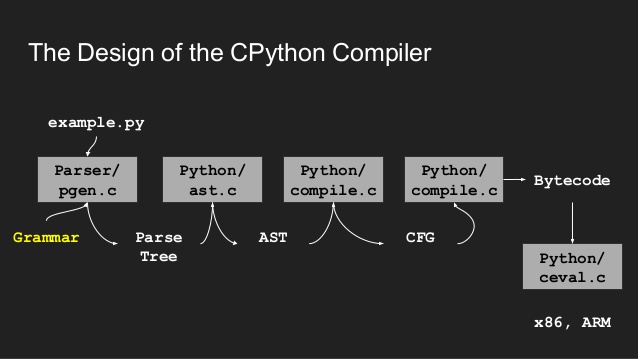 The Design of the CPython Compiler
example.py
Parser/
pgen.c
Python/
ast.c
Python/
compile.c
Python/
compile.c
Bytecode
Grammar
Parse
Tree
AST
CFG
Python/
ceval.c
x86, ARM